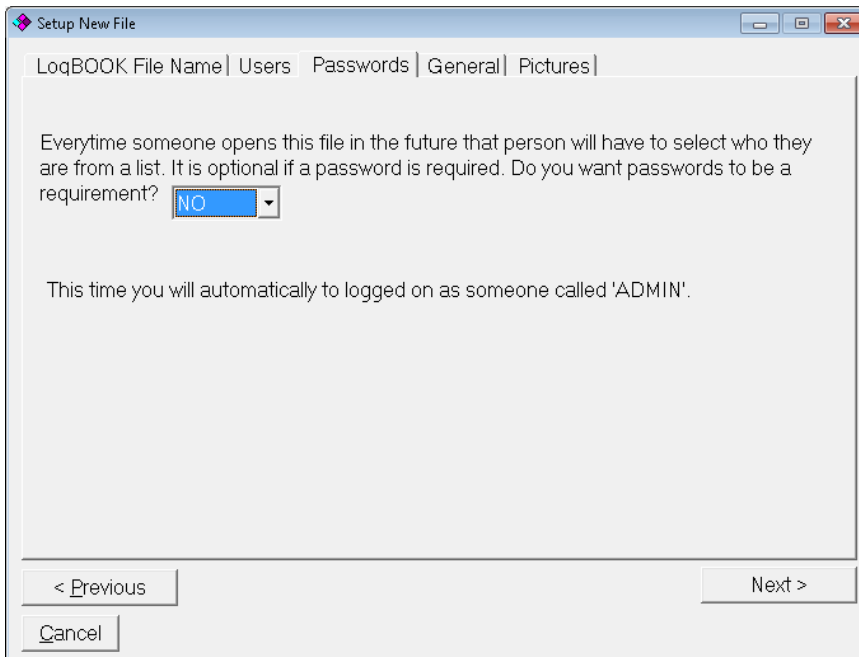 Setup New File
LoqBOOK File Name Users Passwords General Pictures
Everytime someone opens this file in the future that person will have to select who they
are from a list. It is optional if a password is required. Do you want passwords to be a
requirement? NO
This time you will automatically to logged on as someone called 'ADMIN'.
< Previous Next >
Cancel